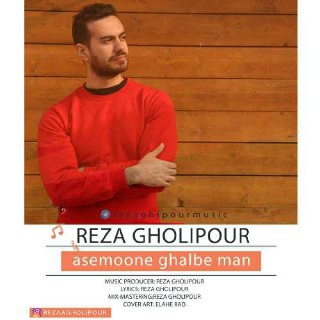 rezaghlipourmusic
REZA GHOLIPOUR
asemoone ghalbe man
MUSIC PRODUCER: REZA GHOLIPOUR
LYRICS: REZA GHOLIPOUR
MIX-MASTERING:REZA GHOLIPOUR
COVER ART: ELAHE RAD
REZAAGHOLIPOUR